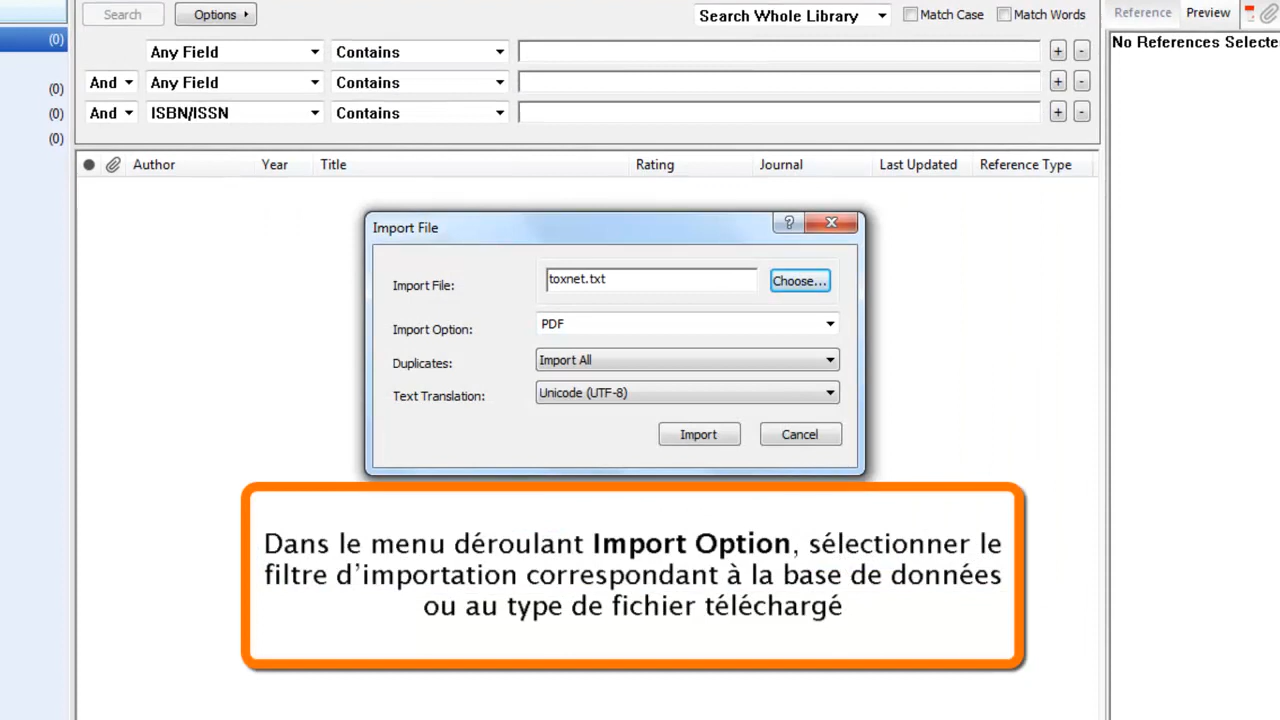 Search Options Search Whole Library Match Case Match Words Reference Preview
(0)
Any Field Contains + -
No References Selecte
And Any Field Contains + -
(0)
And ISBN/ISSN Contains + -
(0)
(0)
Author Year Title Rating Journal Last Updated Reference Type
Import File
Import File: toxnet.txt Choose...
Import Option: PDF
Duplicates: Import All
Text Translation: Unicode (UTF-8)
Import Cancel
Dans le menu déroulant Import Option, sélectionner le
filtre d’importation correspondant à la base de données
ou au type de fichier téléchargé